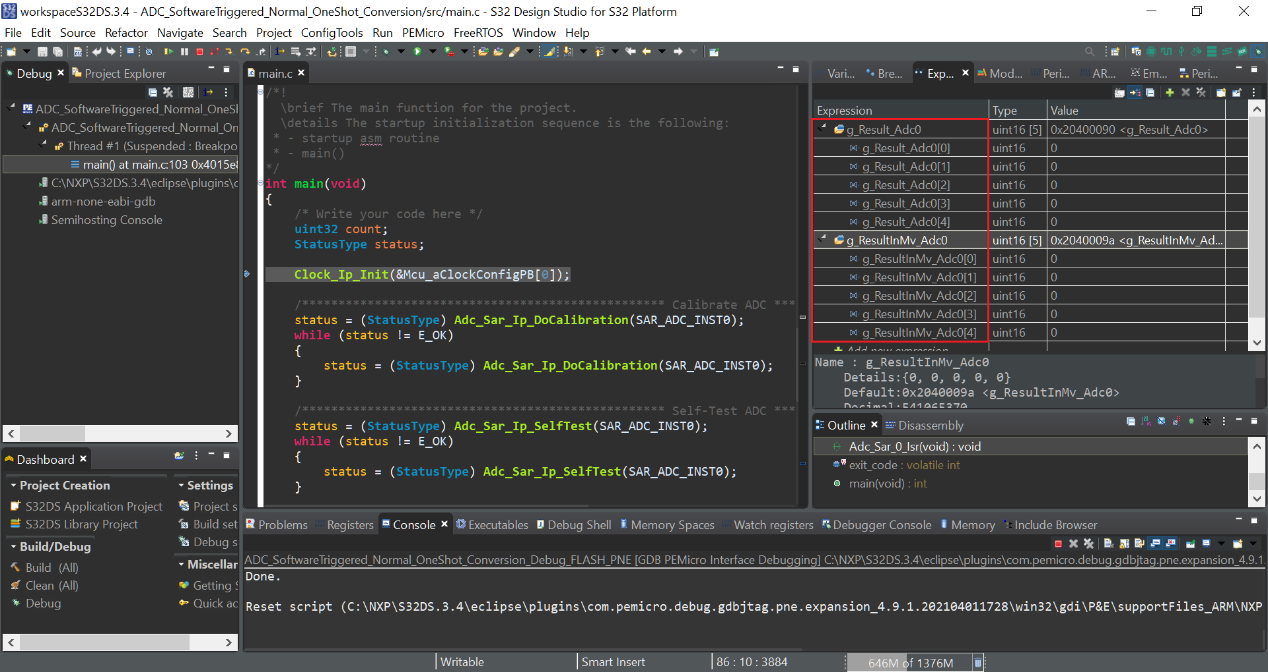 workspaceS32DS.3.4 - ADC_SoftwareTriggered_Normal_OneShot_Conversion/src/main.c - S32 Design Studio for S32 Platform
File Edit Source Refactor Navigate Search Project ConfigTools Run PEMicro FreeRTOS Window Help
Debug Project Explorer
ADC_SoftwareTriggered_Normal_OneSh
ADC_SoftwareTriggered_Normal_On
Thread #1 (Suspended : Breakpo
main() at main.c:103 0x4015e8
C:\NXP\S32DS.3.4\eclipse\plugins\c
arm-none-eabi-gdb
Semihosting Console
main.c
/*!
\brief The main function for the project.
\details The startup initialization sequence is the following:
* - startup asm routine
* - main()
*/
int main(void)
{
/* Write your code here */
uint32 count;
StatusType status;
Clock_Ip_Init(&Mcu_aClockConfigPB[0]);
/************************************************** Calibrate ADC ***
status = (StatusType) Adc_Sar_Ip_DoCalibration(SAR_ADC_INST0);
while (status != E_OK)
{
status = (StatusType) Adc_Sar_Ip_DoCalibration(SAR_ADC_INST0);
}
/************************************************** Self-Test ADC ***
status = (StatusType) Adc_Sar_Ip_SelfTest(SAR_ADC_INST0);
while (status != E_OK)
{
status = (StatusType) Adc_Sar_Ip_SelfTest(SAR_ADC_INST0);
}
Vari... Bre... Exp... Mod... Peri... AR... Em... Peri...
Expression Type Value
g_Result_Adc0 uint16 [5] 0x20400090 <g_Result_Adc0>
g_Result_Adc0[0] uint16 0
g_Result_Adc0[1] uint16 0
g_Result_Adc0[2] uint16 0
g_Result_Adc0[3] uint16 0
g_Result_Adc0[4] uint16 0
g_ResultInMv_Adc0 uint16 [5] 0x2040009a <g_ResultInMv_Ad...
g_ResultInMv_Adc0[0] uint16 0
g_ResultInMv_Adc0[1] uint16 0
g_ResultInMv_Adc0[2] uint16 0
g_ResultInMv_Adc0[3] uint16 0
g_ResultInMv_Adc0[4] uint16 0
Add new expression
Name : g_ResultInMv_Adc0
Details:{0, 0, 0, 0, 0}
Default:0x2040009a <g_ResultInMv_Adc0>
Decimal:541065370
Outline Disassembly
Adc_Sar_0_Isr(void) : void
exit_code : volatile int
main(void) : int
Dashboard
Project Creation
S32DS Application Project
S32DS Library Project
Build/Debug
Build (All)
Clean (All)
Debug
Settings
Project s
Build set
Debug s
Miscellar
Getting
Quick ac
Problems Registers Console Executables Debug Shell Memory Spaces Watch registers Debugger Console Memory Include Browser
ADC_SoftwareTriggered_Normal_OneShot_Conversion_Debug_FLASH_PNE [GDB PEMicro Interface Debugging] C:\NXP\S32DS.3.4\eclipse\plugins\com.pemicro.debug.gdbjtag.pne.expansion_4.9.1.
Done.
Reset script (C:\NXP\S32DS.3.4\eclipse\plugins\com.pemicro.debug.gdbjtag.pne.expansion_4.9.1.202104011728\win32\gdi\P&E\supportFiles_ARM\NXP
Writable Smart Insert 86 : 10 : 3884 646M of 1376M